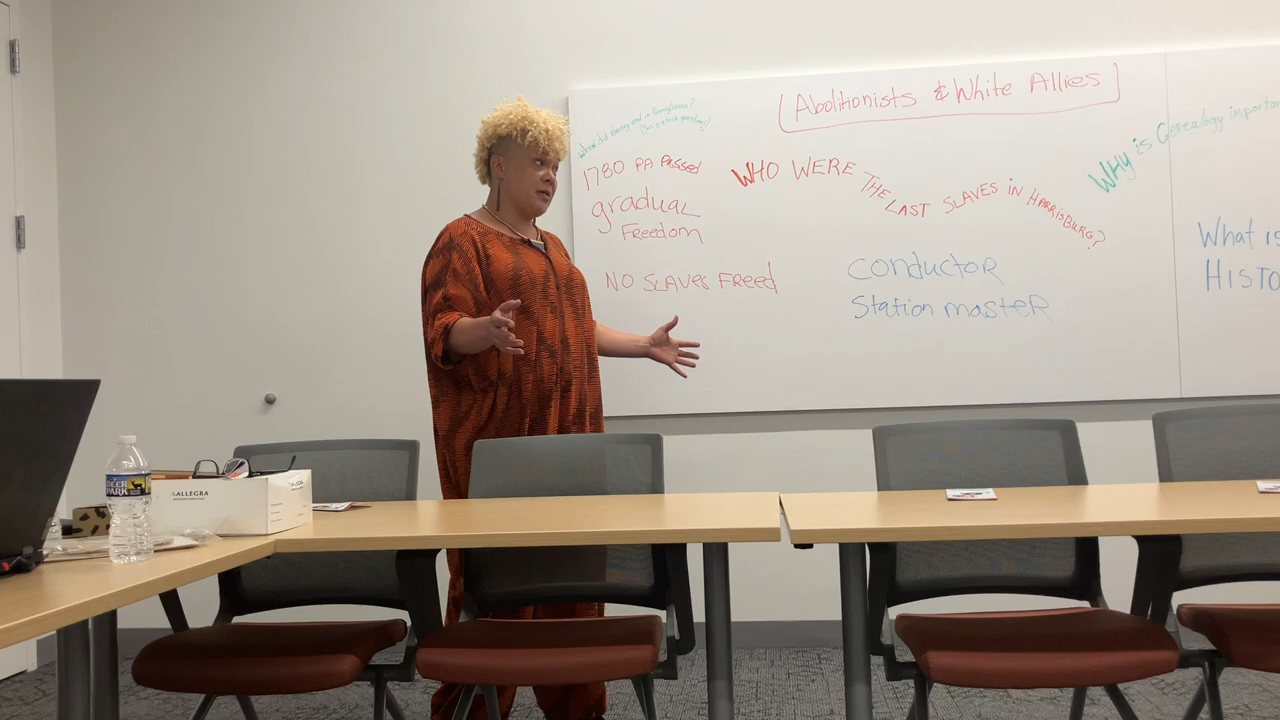 When did slavery end in Pennsylvania?
(this is a trick question)
1780 PA Passed
gradual
Freedom
NO SLAVES FREED
Abolitionists & White Allies
WHO WERE THE LAST SLAVES iN HARRISBURG?
CONDUCTOR
Station masteR
WHY is Genealogy importan
What is
HISTO
DEER
PARK
ALLEGRA